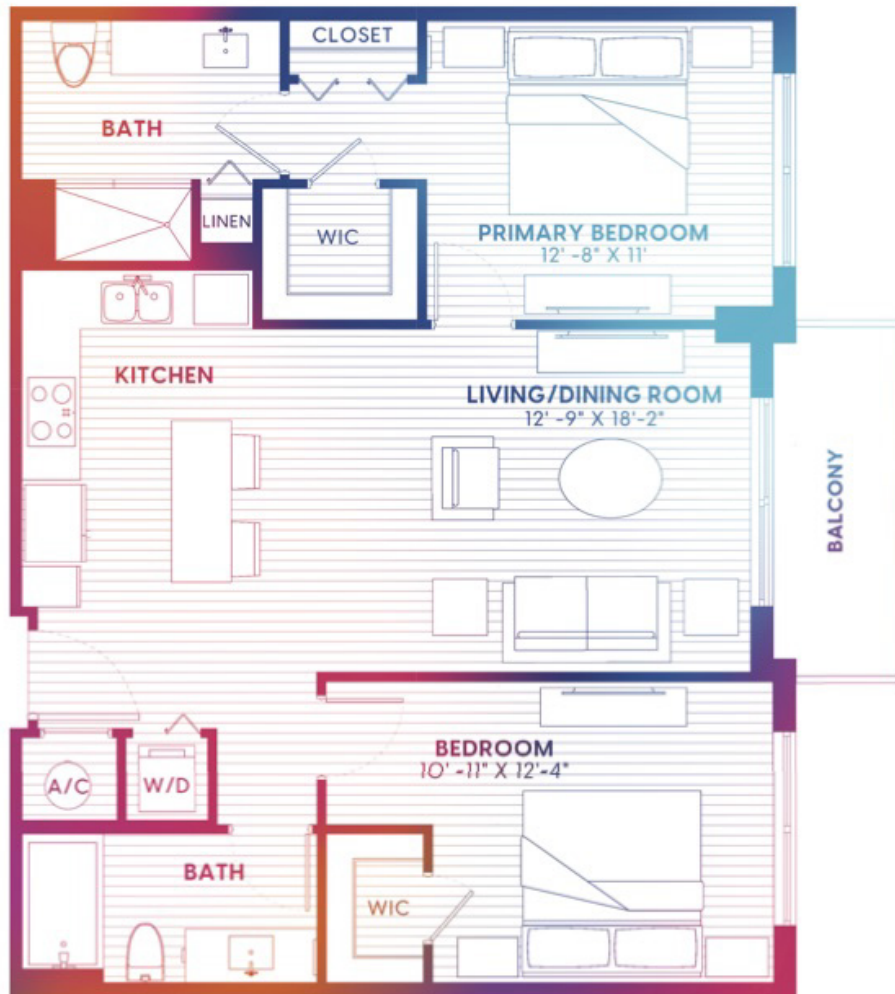 CLOSET
BATH
LINEN
WIC
PRIMARY BEDROOM
12' -8" X 11'
KITCHEN
LIVING/DINING ROOM
12' -9" X 18'-2"
BALCONY
BEDROOM
10' -11" X 12'-4"
A/C
W/D
BATH
WIC